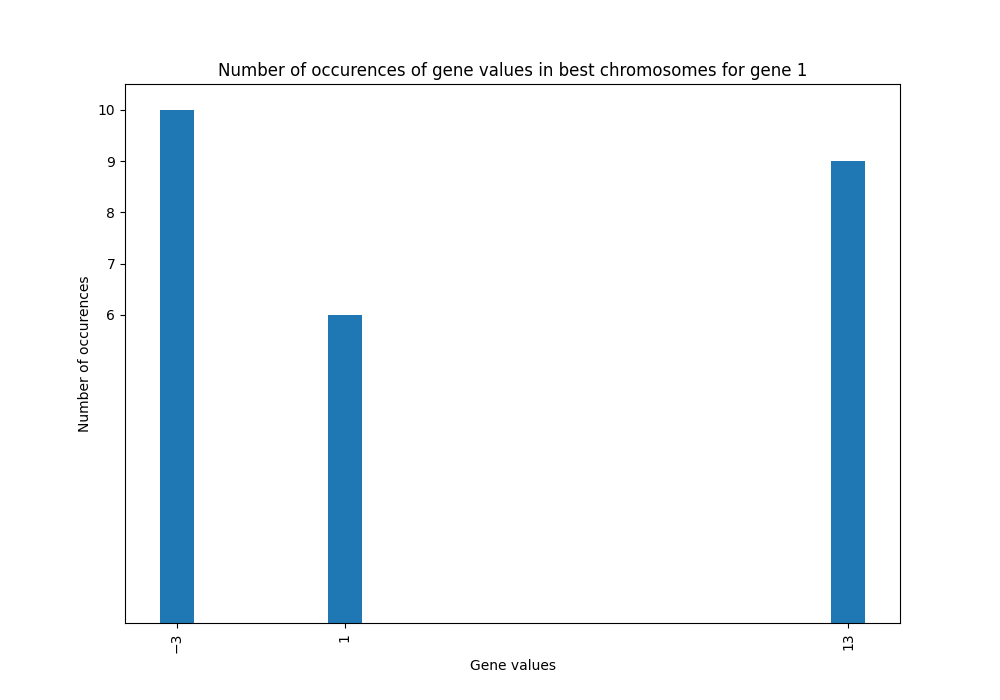 Number of occurences of gene values in best chromosomes for gene 1
10
9
8
7
6
Number of occurences
−3
1
13
Gene values